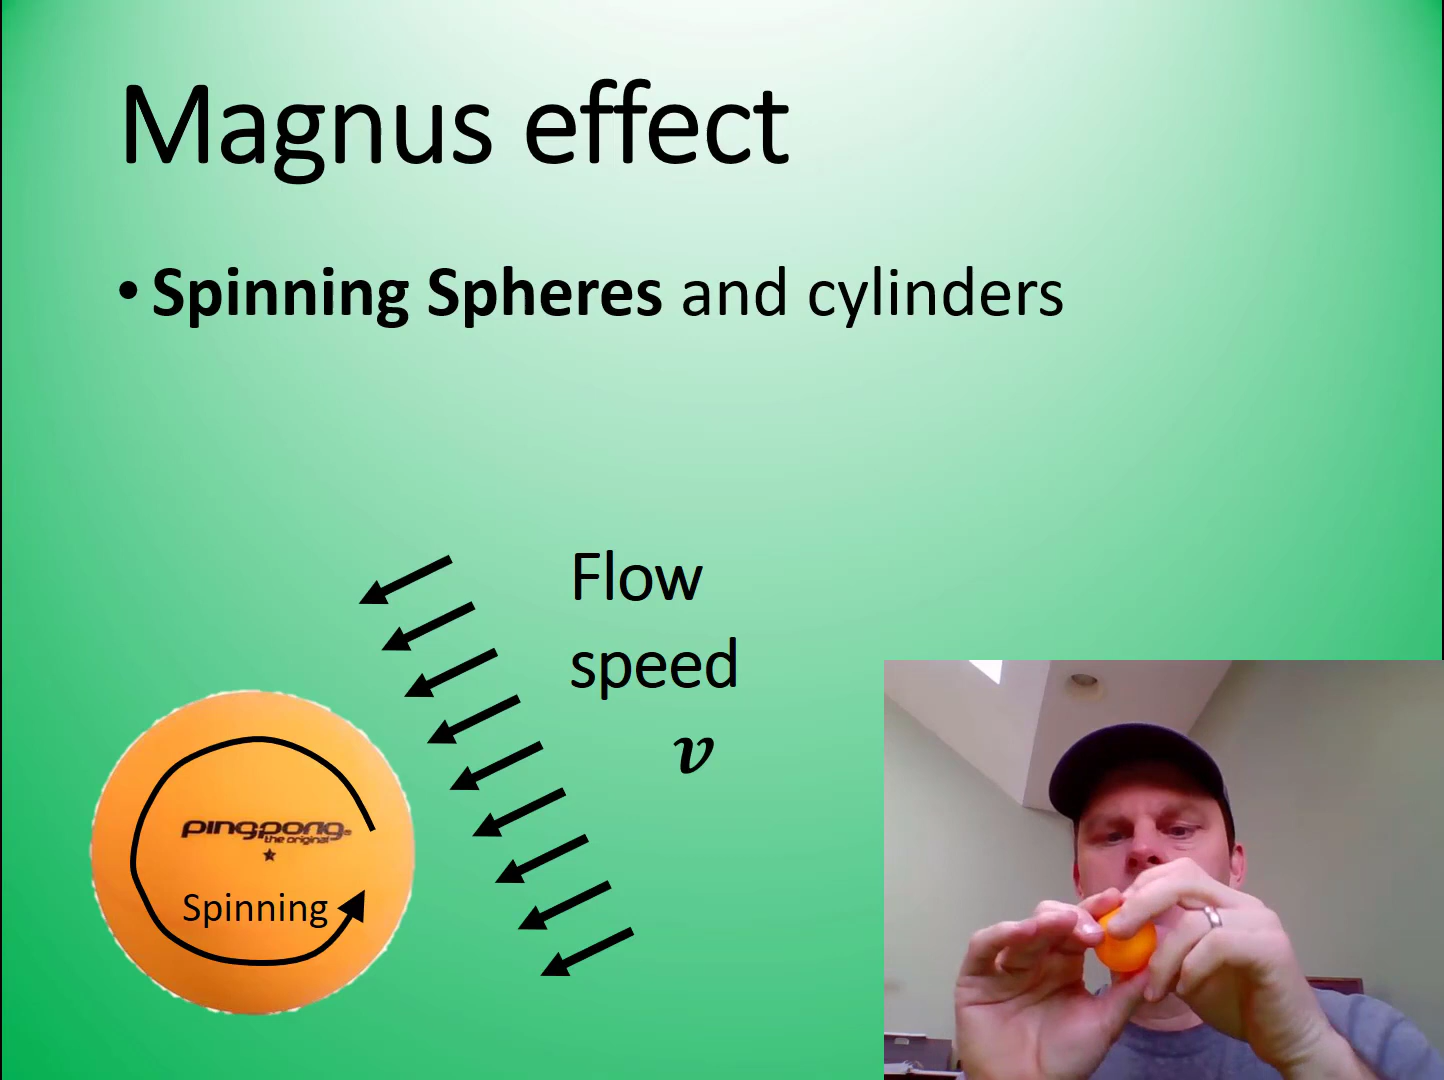 Magnus effect
• Spinning Spheres and cylinders
Flow
speed
v
pingpong
the original
Spinning